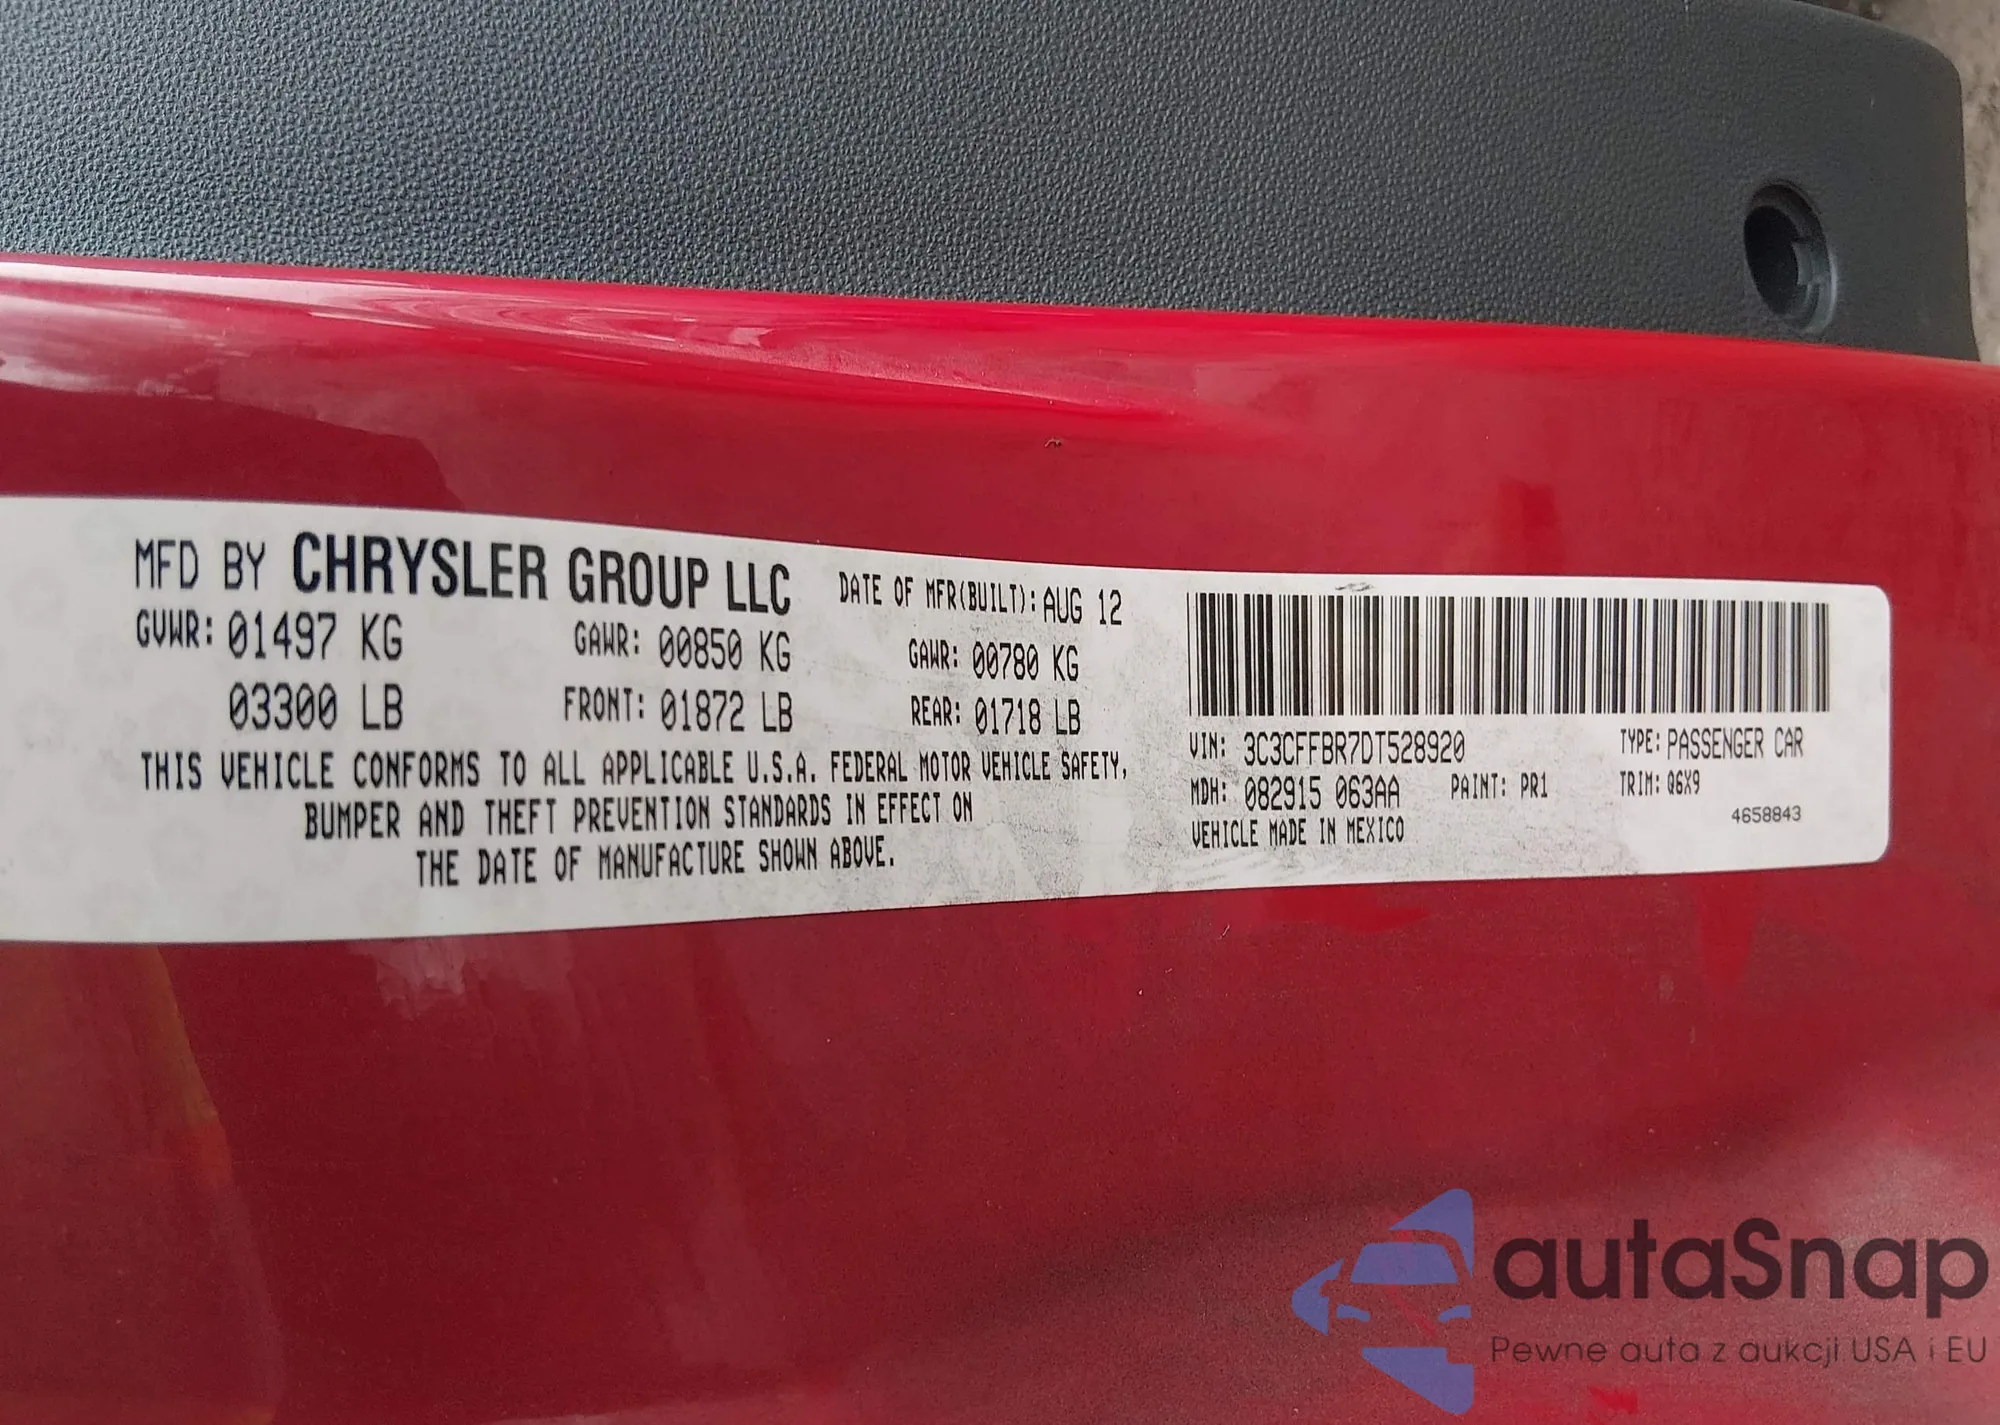 MFD BY CHRYSLER GROUP LLC DATE OF MFR(BUILT): AUG 12
GVWR: 01497 KG GAWR: 00850 KG GAWR: 00780 KG
03300 LB FRONT: 01872 LB REAR: 01718 LB
THIS VEHICLE CONFORMS TO ALL APPLICABLE U.S.A. FEDERAL MOTOR VEHICLE SAFETY,
BUMPER AND THEFT PREVENTION STANDARDS IN EFFECT ON
THE DATE OF MANUFACTURE SHOWN ABOVE.
VIN: 3C3CFFBR7DT528920 TYPE: PASSENGER CAR
MDH: 082915 063AA PAINT: PR1 TRIM: Q6X9
VEHICLE MADE IN MEXICO 4658843
autaSnap
Pewne auta z aukcji USA i EU